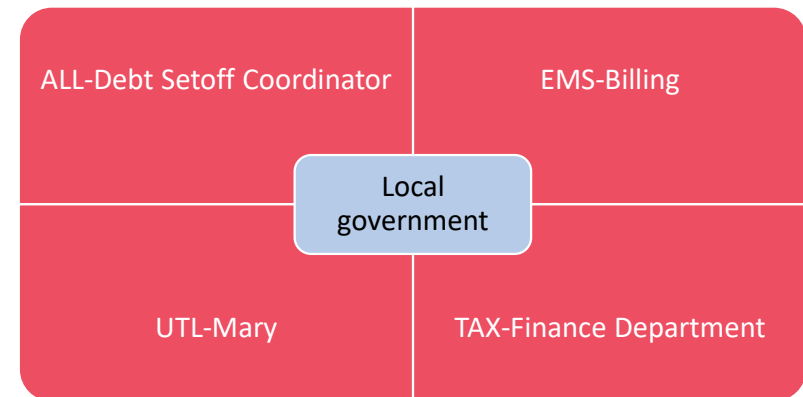 ALL-Debt Setoff Coordinator
EMS-Billing
Local
government
UTL-Mary
TAX-Finance Department